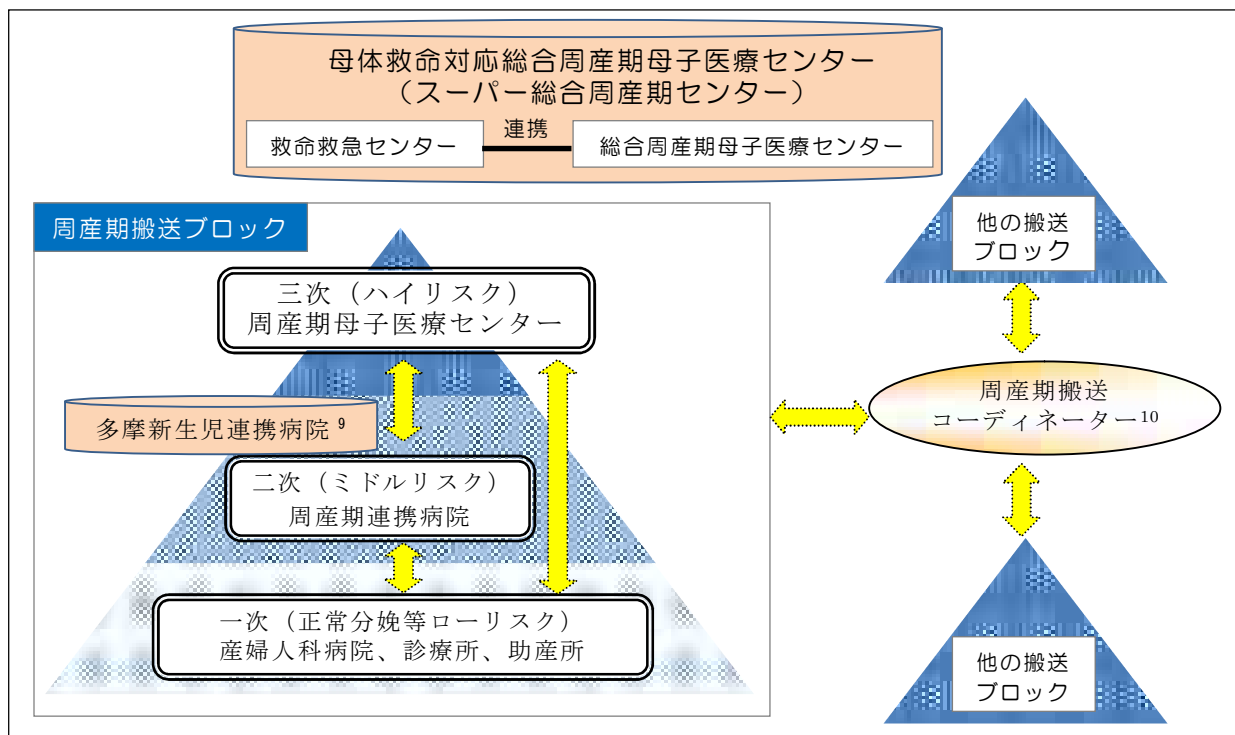 母体救命対応総合周産期母子医療センター
（スーパー総合周産期センター）
救命救急センター
連携
総合周産期母子医療センター
周産期搬送ブロック
三次（ハイリスク）
周産期母子医療センター
多摩新生児連携病院 9
二次（ミドルリスク）
周産期連携病院
一次（正常分娩等ローリスク）
産婦人科病院、診療所、助産所
他の搬送
ブロック
周産期搬送
コーディネーター10
他の搬送
ブロック